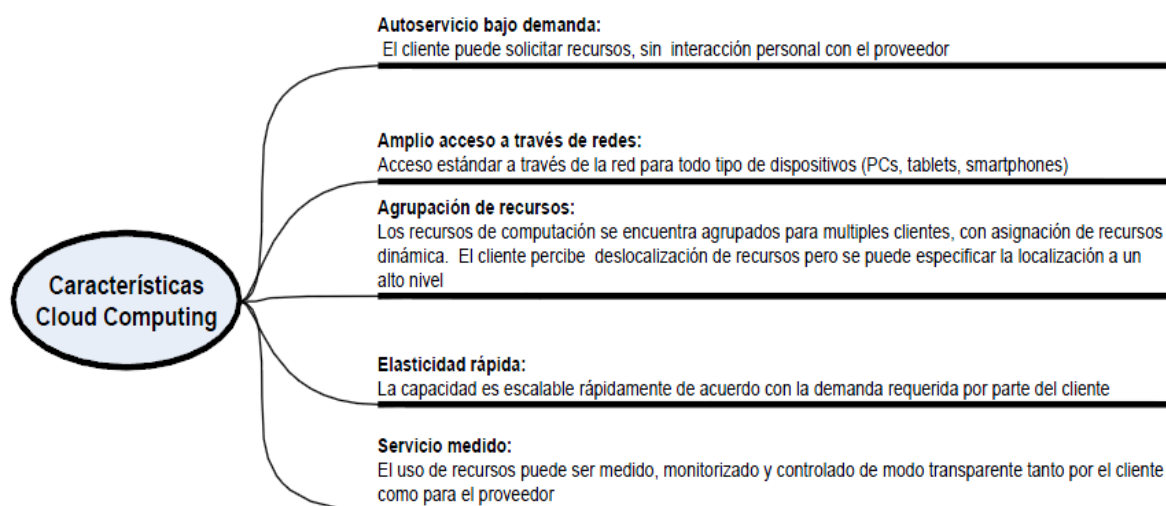 Autoservicio bajo demanda:
El cliente puede solicitar recursos, sin interacción personal con el proveedor
Amplio acceso a través de redes:
Acceso estándar a través de la red para todo tipo de dispositivos (PCs, tablets, smartphones)
Agrupación de recursos:
Los recursos de computación se encuentra agrupados para multiples clientes, con asignación de recursos
dinámica. El cliente percibe deslocalización de recursos pero se puede especificar la localización a un
alto nivel
Característicás
Cloud Computing
Elasticidad rápida:
La capacidad es escalable rápidamente de acuerdo con la demanda requerida por parte del cliente
Servicio medido:
El uso de recursos puede ser medido, monitorizado y controlado de modo transparente tanto por el cliente
como para el proveedor